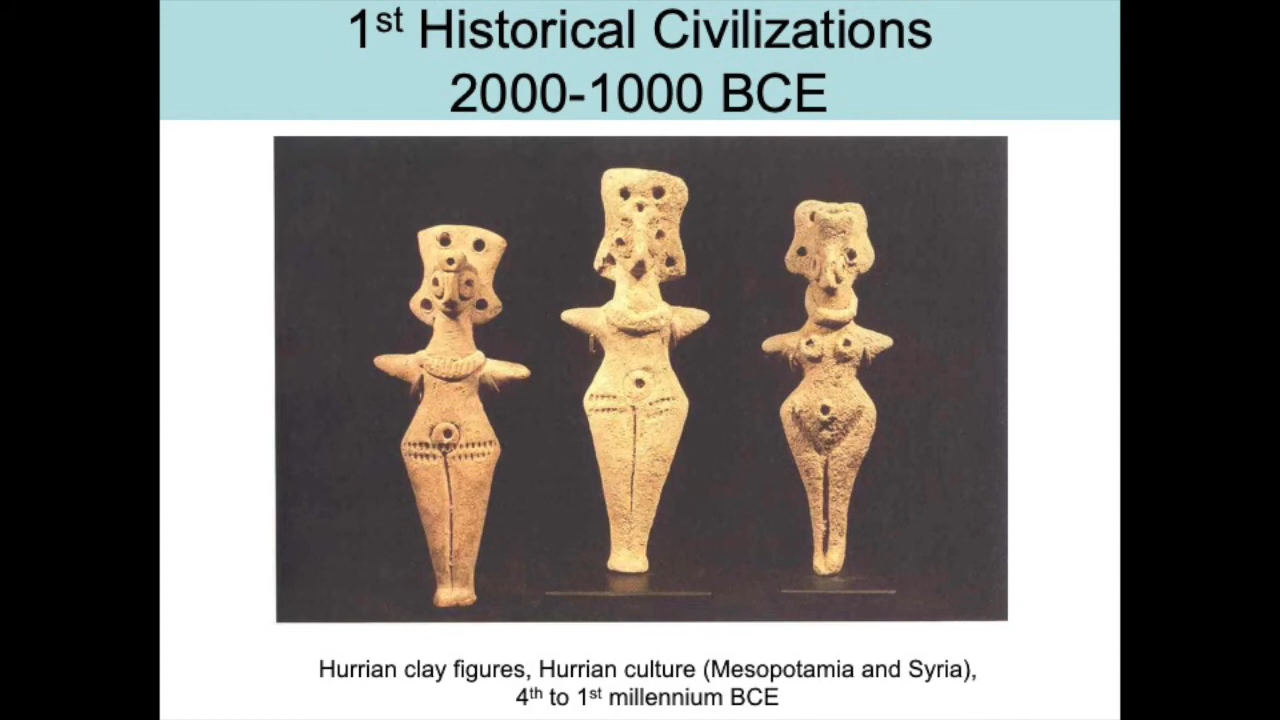 1st Historical Civilizations
2000-1000 BCE
Hurrian clay figures, Hurrian culture (Mesopotamia and Syria),
4th to 1st millennium BCE